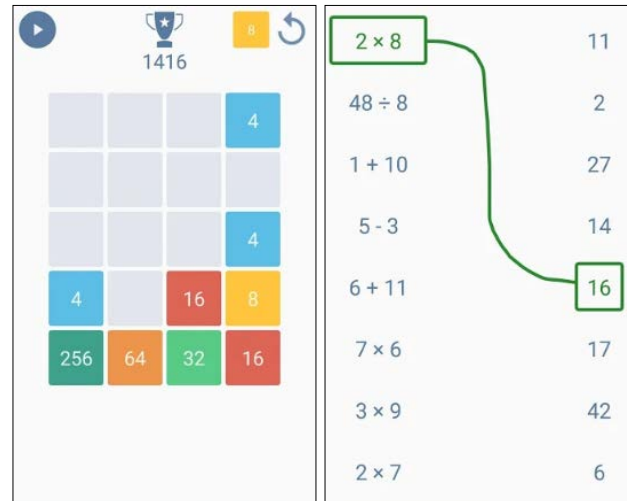 8
1416
4
4
4 16 8
256 64 32 16
2 × 8 11
48 ÷ 8 2
1 + 10 27
5 - 3 14
6 + 11 16
7 × 6 17
3 × 9 42
2 × 7 6